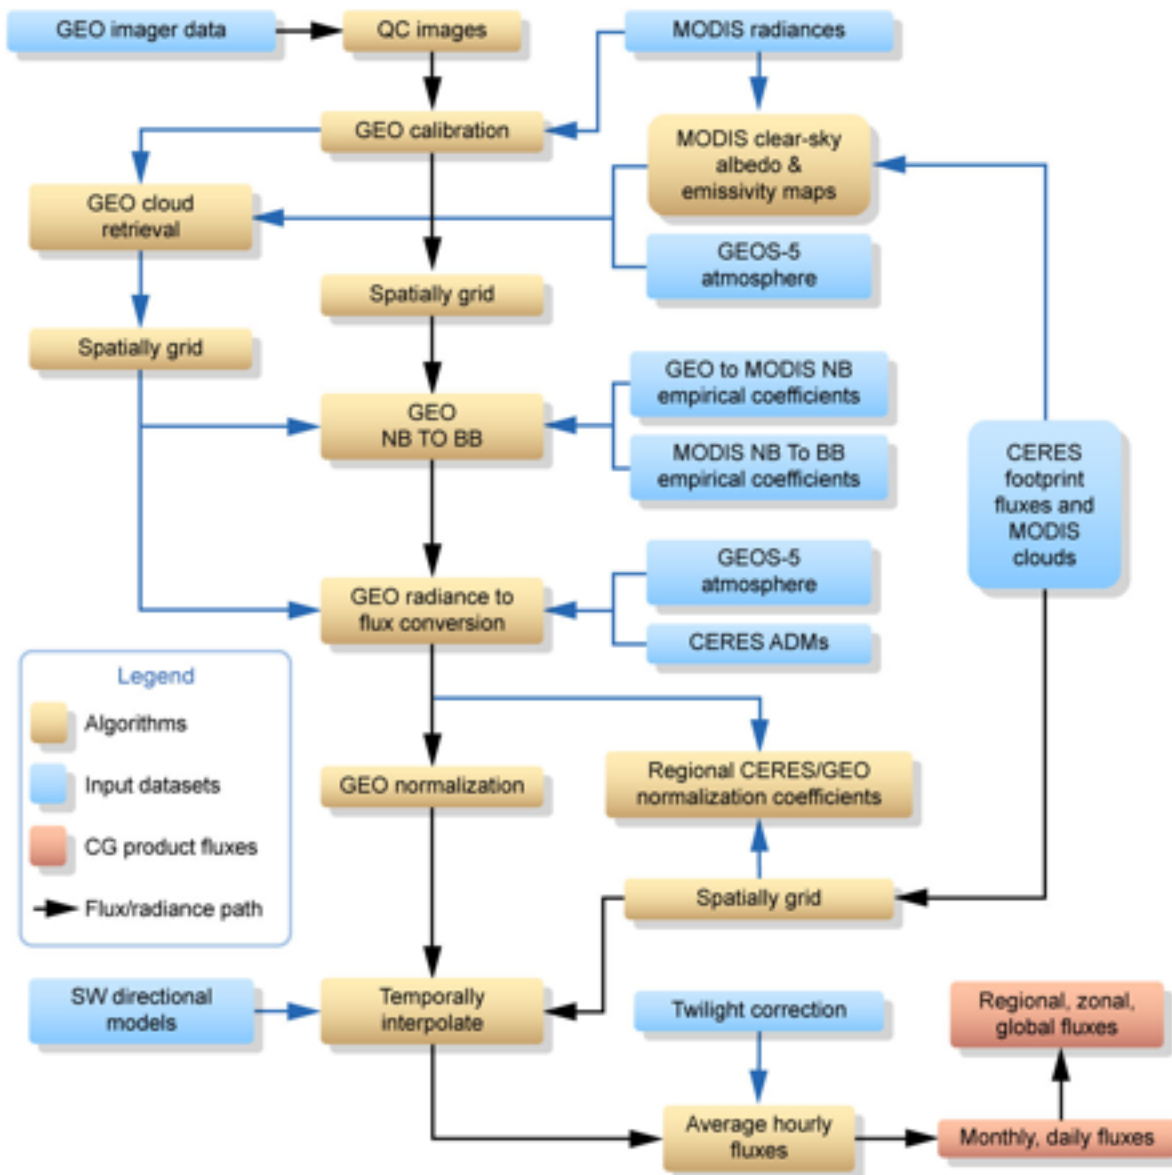 GEO imager data
QC images
MODIS radiances
GEO calibration
MODIS clear-sky
albedo &
emissivity maps
GEO cloud
retrieval
GEOS-5
atmosphere
Spatially grid
Spatially grid
GEO to MODIS NB
empirical coefficients
GEO
NB TO BB
MODIS NB To BB
empirical coefficients
CERES
footprint
fluxes and
MODIS
clouds
GEOS-5
atmosphere
GEO radiance to
flux conversion
CERES ADMs
Legend
Algorithms
Input datasets
CG product fluxes
Flux/radiance path
GEO normalization
Regional CERES/GEO
normalization coefficients
Spatially grid
SW directional
models
Temporally
interpolate
Twilight correction
Regional, zonal,
global fluxes
Average hourly
fluxes
Monthly, daily fluxes